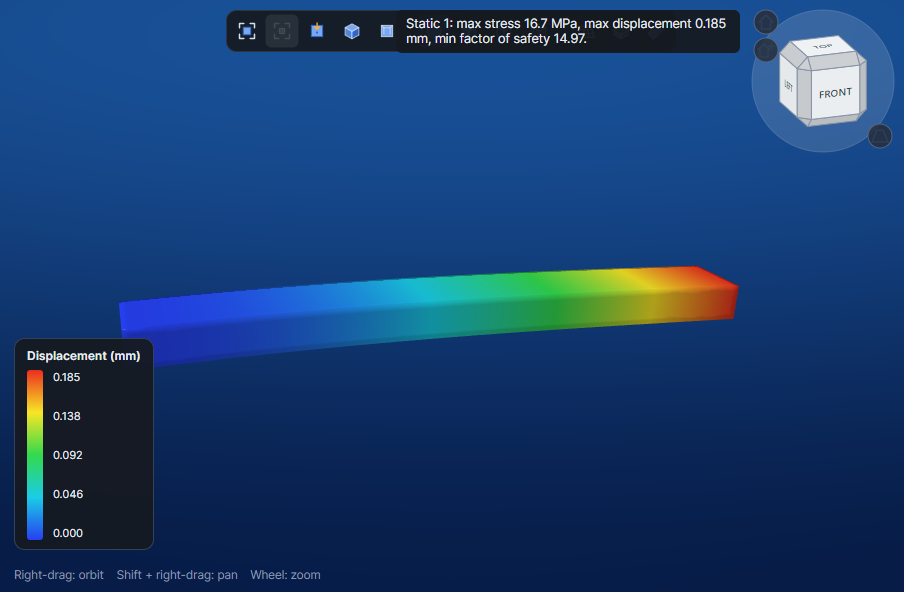 Static 1: max stress 16.7 MPa, max displacement 0.185
mm, min factor of safety 14.97.
TOP
FRONT
Displacement (mm)
0.185
0.138
0.092
0.046
0.000
Right-drag: orbit Shift + right-drag: pan Wheel: zoom